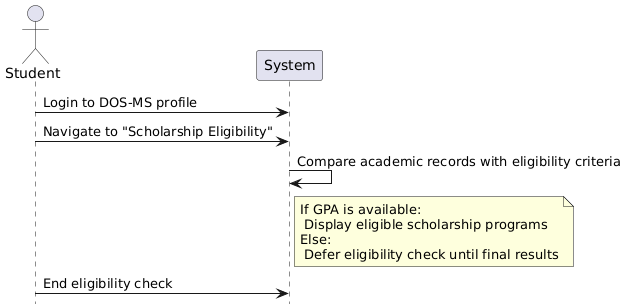 Student
System
Login to DOS-MS profile
Navigate to "Scholarship Eligibility"
Compare academic records with eligibility criteria
If GPA is available:
Display eligible scholarship programs
Else:
Defer eligibility check until final results
End eligibility check